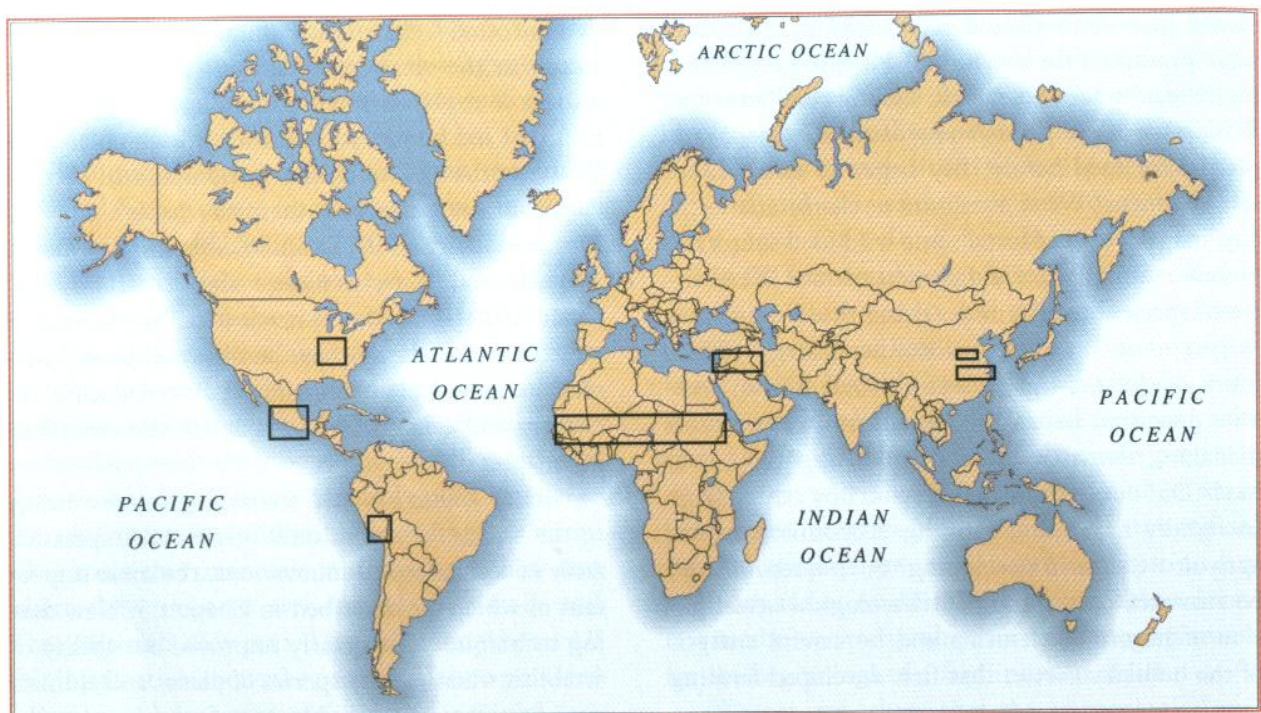 ARCTIC OCEAN
ATLANTIC
OCEAN
PACIFIC
OCEAN
PACIFIC
OCEAN
INDIAN
OCEAN